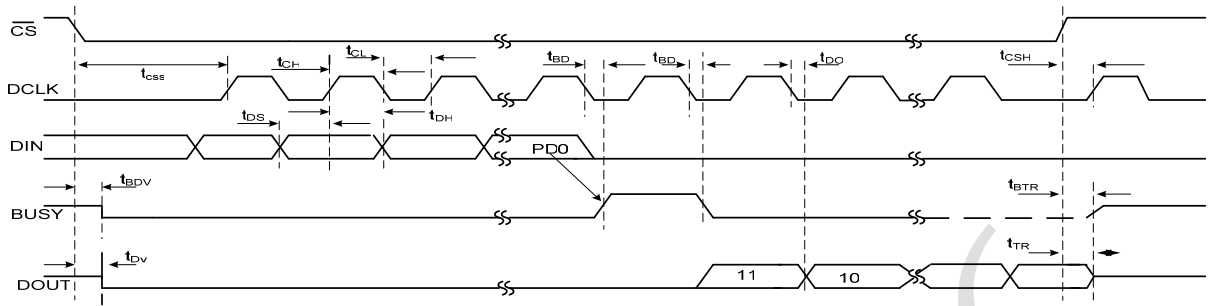 CS
tCSS
tCH
tCL
tBD
tBD
tDO
tCSH
DCLK
tDS
tDH
DIN
PD0
tBDV
tBTR
BUSY
tDv
tTR
DOUT
11
10